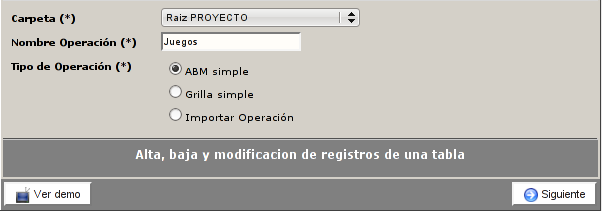 Carpeta (*) Raiz PROYECTO
Nombre Operación (*) Juegos
Tipo de Operación (*) ABM simple
Grilla simple
Importar Operación
Alta, baja y modificacion de registros de una tabla
Ver demo Siguiente